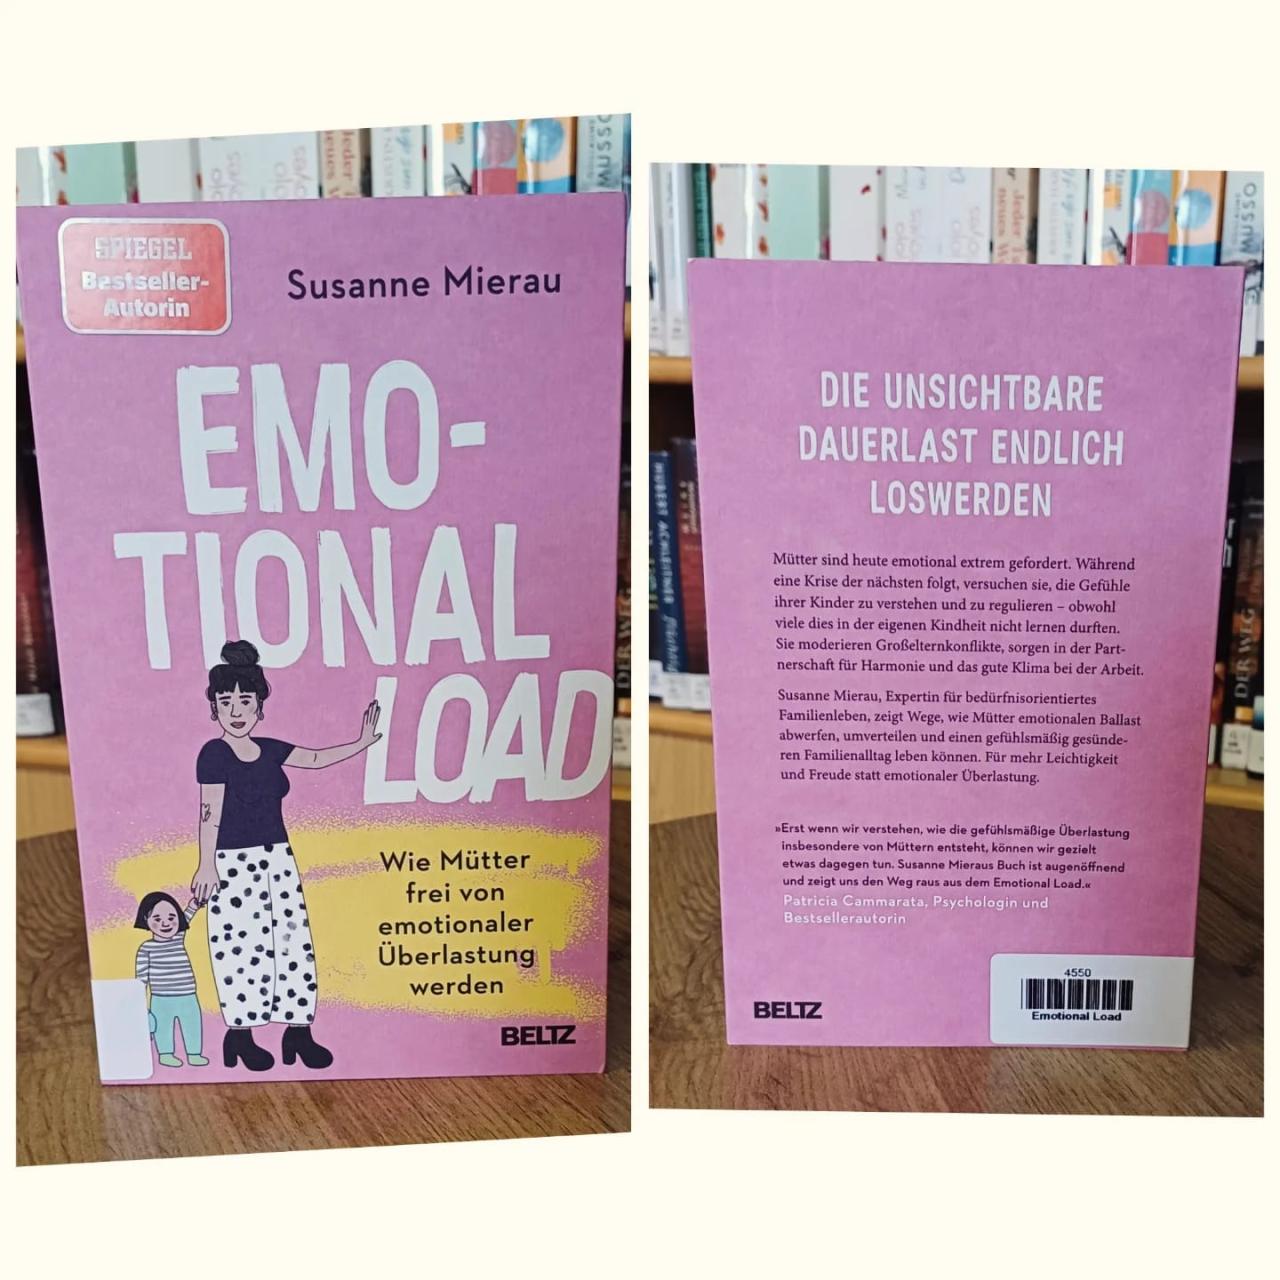 SPIEGEL
Bestseller-
Autorin
Susanne Mierau
EMO-
TIONAL
LOAD
Wie Mütter
frei von
emotionaler
Überlastung
werden
BELTZ
DIE UNSICHTBARE
DAUERLAST ENDLICH
LOSWERDEN
Mütter sind heute emotional extrem gefordert. Während
eine Krise der nächsten folgt, versuchen sie, die Gefühle
ihrer Kinder zu verstehen und zu regulieren – obwohl
viele dies in der eigenen Kindheit nicht lernen durften.
Sie moderieren Großelternkonflikte, sorgen in der Part-
nerschaft für Harmonie und das gute Klima bei der Arbeit.
Susanne Mierau, Expertin für bedürfnisorientiertes
Familienleben, zeigt Wege, wie Mütter emotionalen Ballast
abwerfen, umverteilen und einen gefühlsmäßig gesünde-
ren Familienalltag leben können. Für mehr Leichtigkeit
und Freude statt emotionaler Überlastung.
»Erst wenn wir verstehen, wie die gefühlsmäßige Überlastung
insbesondere von Müttern entsteht, können wir gezielt
etwas dagegen tun. Susanne Mieraus Buch ist augenöffnend
und zeigt uns den Weg raus aus dem Emotional Load.«
Patricia Cammarata, Psychologin und
Bestsellerautorin
BELTZ
4550
Emotional Load
DER WEG
MUSSO